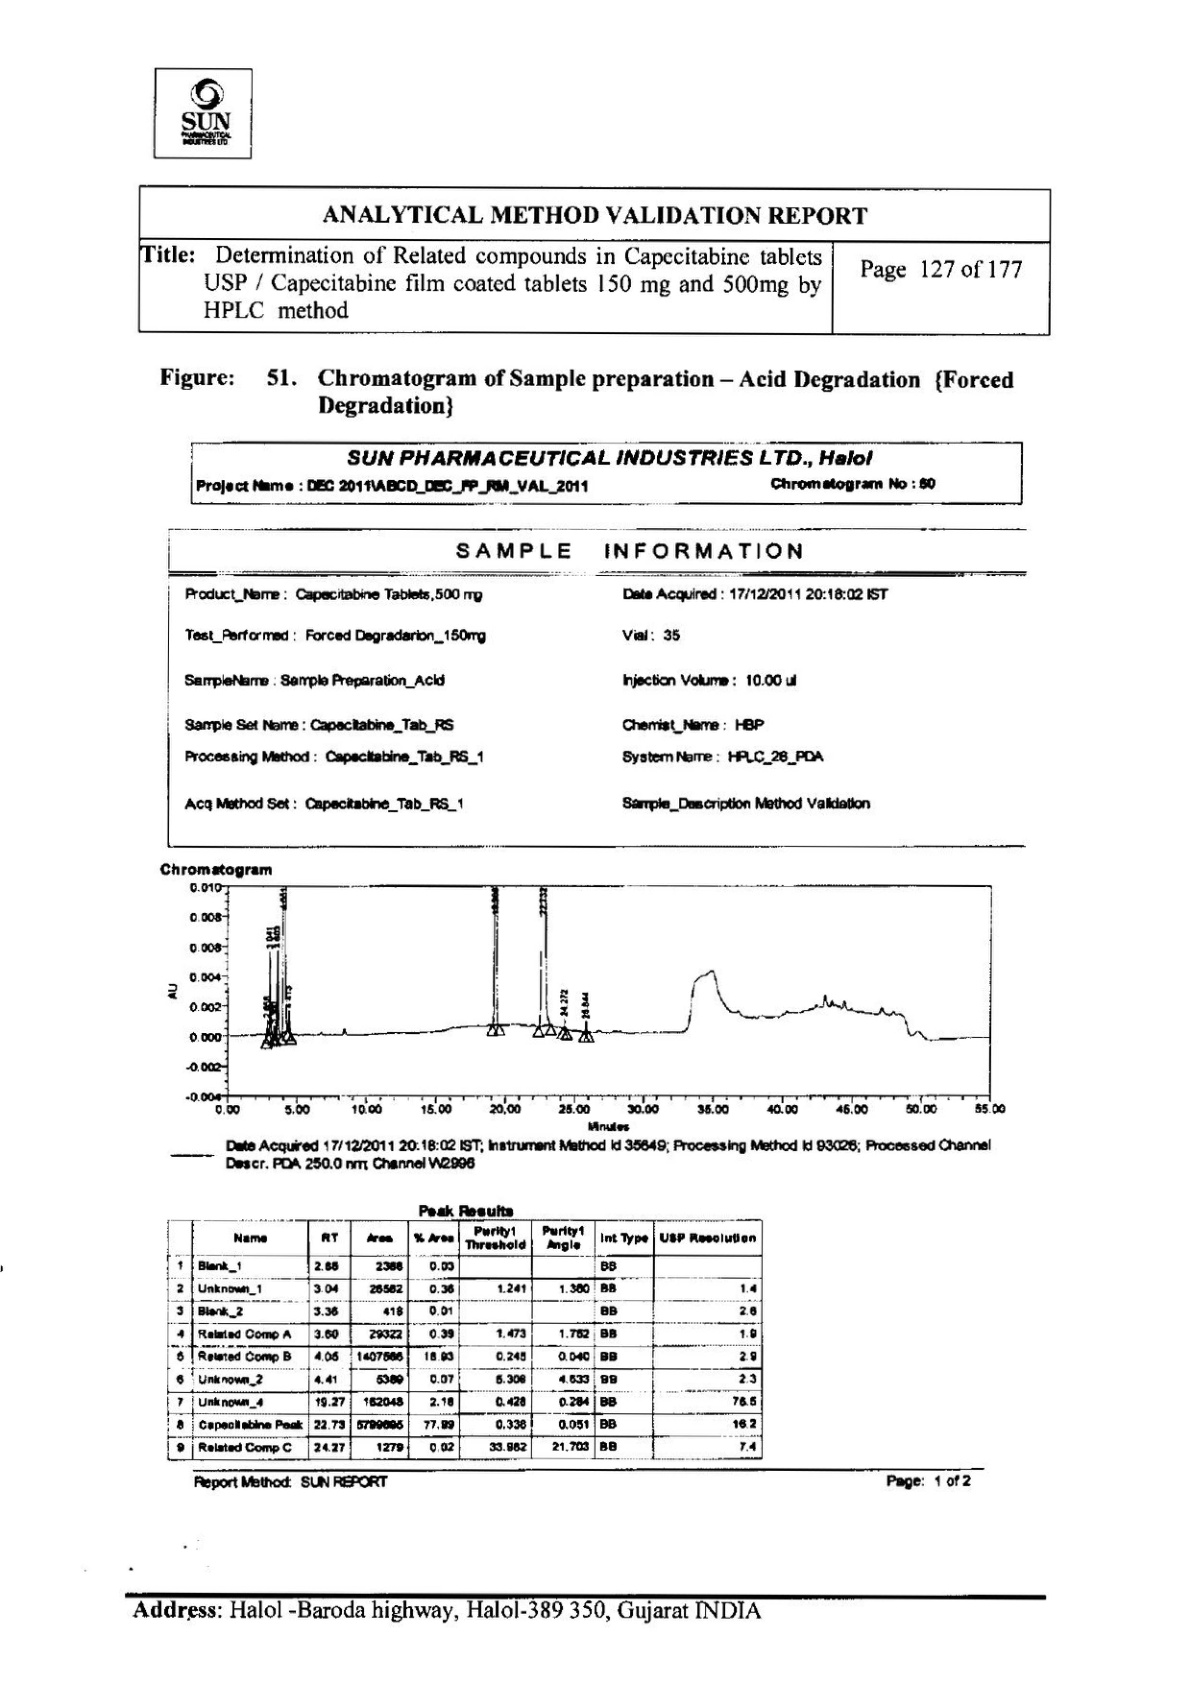 SUN
PHARMACEUTICAL
INDUSTRIES LTD
ANALYTICAL METHOD VALIDATION REPORT
Title: Determination of Related compounds in Capecitabine tablets
USP / Capecitabine film coated tablets 150 mg and 500mg by
HPLC method
Page 127 of 177
Figure: 51. Chromatogram of Sample preparation – Acid Degradation {Forced
Degradation}
SUN PHARMACEUTICAL INDUSTRIES LTD., Halol
Project Name : DEC 2011\ABCD_DEC_FP_RM_VAL_2011 Chromatogram No : 60
SAMPLE INFORMATION
Product_Name : Capecitabine Tablets,500 mg Date Acquired : 17/12/2011 20:18:02 IST
Test_Performed : Forced Degradarion_150mg Vial : 35
SampleName : Sample Preparation_Acid Injection Volume : 10.00 ul
Sample Set Name : Capecitabine_Tab_RS Chemist_Name : HBP
Processing Method : Capecitabine_Tab_RS_1 System Name : HPLC_26_PDA
Acq Method Set : Capecitabine_Tab_RS_1 Sample_Description Method Validation
Chromatogram
0.010
0.008
0.006
0.004
0.002
0.000
-0.002
-0.004
AU
3.041
22.732
24.272
25.844
0.00 5.00 10.00 15.00 20.00 25.00 30.00 35.00 40.00 45.00 50.00 55.00
Minutes
Date Acquired 17/12/2011 20:18:02 IST; Instrument Method Id 35649; Processing Method Id 93026; Processed Channel
Descr. PDA 250.0 nm Channel W2996
Peak Results
Name RT Area % Area Purity1 Threshold Purity1 Angle Int Type USP Resolution
1 Blank_1 2.88 2388 0.03 BB
2 Unknown_1 3.04 26562 0.36 1.241 1.360 BB 1.4
3 Blank_2 3.36 418 0.01 BB 2.6
4 Related Comp A 3.60 29322 0.39 1.473 1.752 BB 1.9
5 Related Comp B 4.05 18.93 0.245 0.040 BB 2.9
6 Unknown_2 4.41 5389 0.07 5.306 4.533 BB 2.3
7 Unknown_4 19.27 162048 2.18 0.428 0.284 BB 76.5
8 Capecitabine Peak 22.73 77.99 0.336 0.051 BB 16.2
9 Related Comp C 24.27 1279 0.02 33.982 21.703 BB 7.4
Report Method: SUN REPORT Page: 1 of 2
Address: Halol -Baroda highway, Halol-389 350, Gujarat INDIA